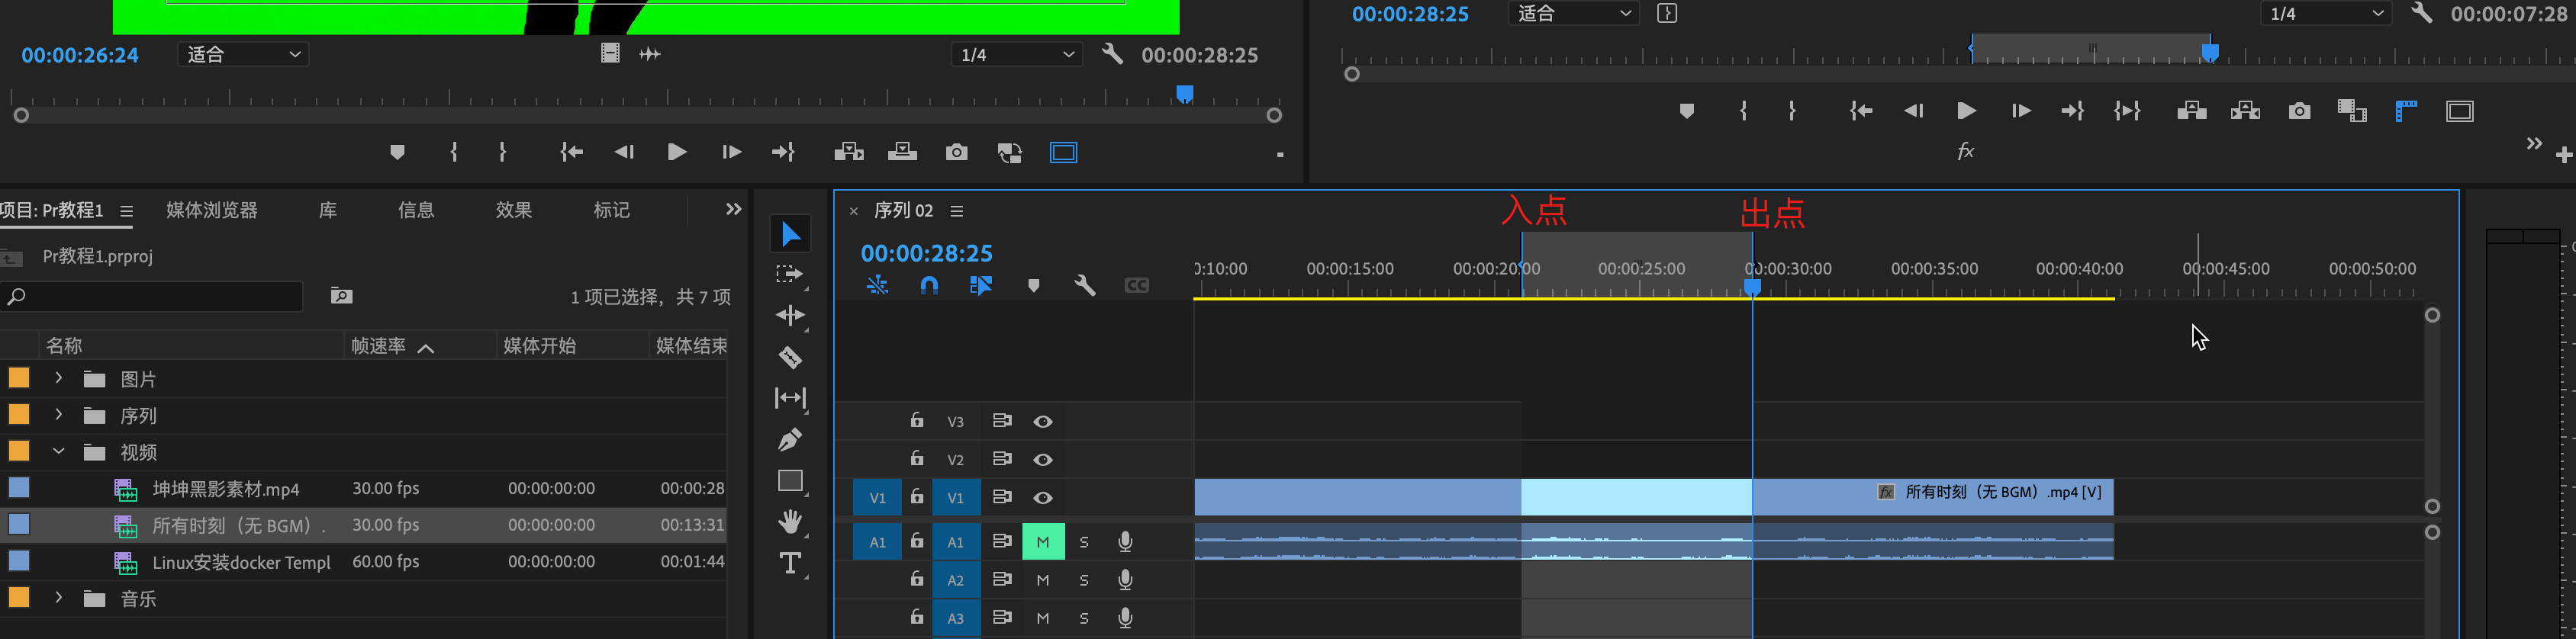 00:00:28:25
适合
1/4
00:00:07:28
00:00:26:24
适合
1/4
00:00:28:25
fx
项目: Pr教程1
媒体浏览器
库
信息
效果
标记
Pr教程1.prproj
1 项已选择，共 7 项
名称
帧速率
媒体开始
媒体结束
图片
序列
视频
坤坤黑影素材.mp4
30.00 fps
00:00:00:00
00:00:28
所有时刻（无 BGM）.
30.00 fps
00:00:00:00
00:13:31
Linux安装docker Templ
60.00 fps
00:00:00:00
00:01:44
音乐
T
× 序列 02
入点
出点
00:00:28:25
CC
0:10:00
00:00:15:00
00:00:20:00
00:00:25:00
00:00:30:00
00:00:35:00
00:00:40:00
00:00:45:00
00:00:50:00
V3
V2
V1
V1
fx 所有时刻（无 BGM）.mp4 [V]
A1
A1
M
S
A2
M
S
A3
M
S